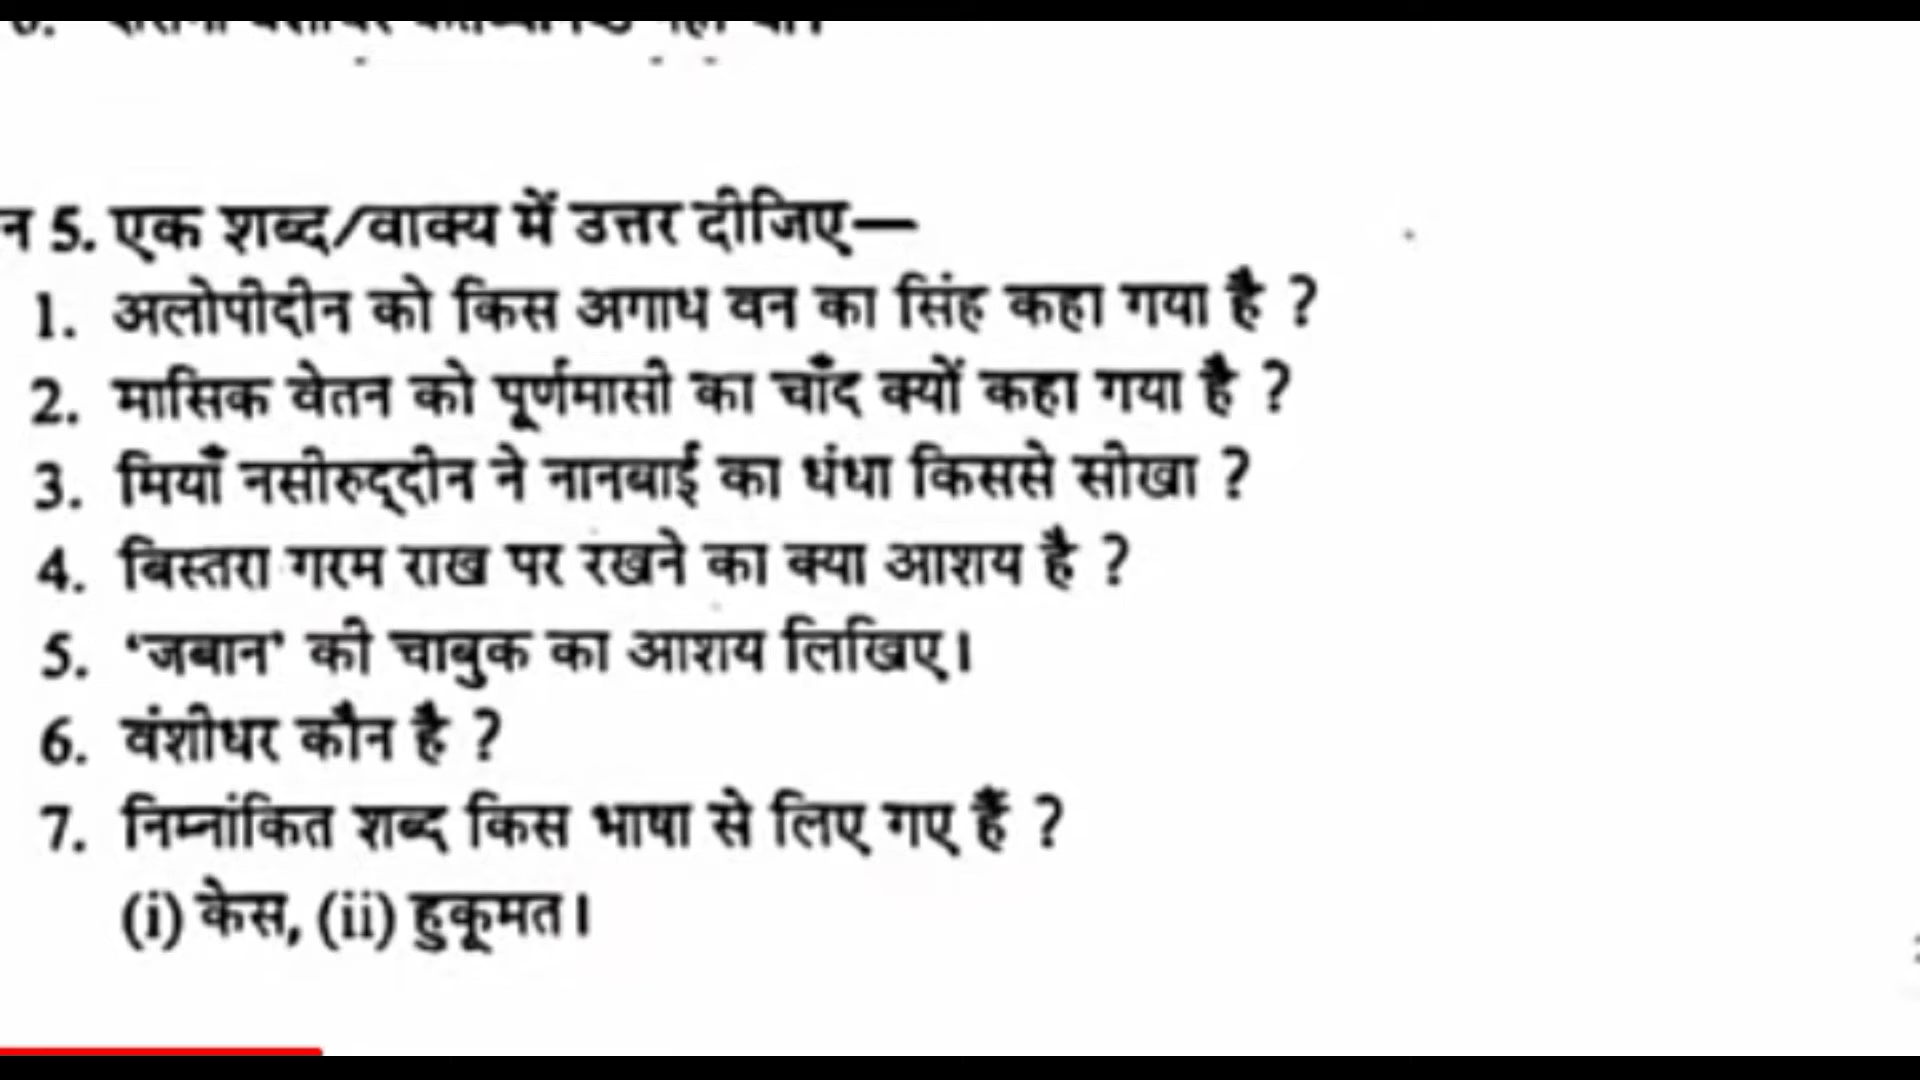 न 5. एक शब्द/वाक्य में उत्तर दीजिए—
1. अलोपीदीन को किस अगाध वन का सिंह कहा गया है ?
2. मासिक वेतन को पूर्णमासी का चाँद क्यों कहा गया है ?
3. मियाँ नसीरुद्दीन ने नानबाई का धंधा किससे सीखा ?
4. बिस्तरा गरम राख पर रखने का क्या आशय है ?
5. ‘जबान’ की चाबुक का आशय लिखिए।
6. वंशीधर कौन है ?
7. निम्नांकित शब्द किस भाषा से लिए गए हैं ?
(i) केस, (ii) हुकूमत।